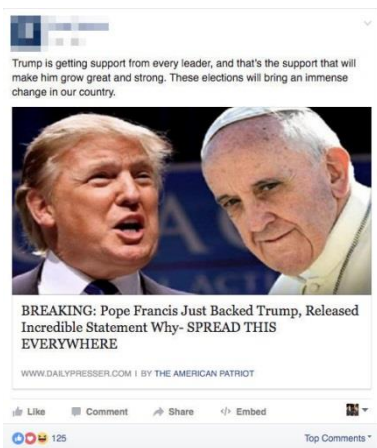 Trump is getting support from every leader, and that's the support that will
make him grow great and strong. These elections will bring an immense
change in our country.
BREAKING: Pope Francis Just Backed Trump, Released
Incredible Statement Why- SPREAD THIS
EVERYWHERE
WWW.DAILYPRESSER.COM | BY THE AMERICAN PATRIOT
Like Comment Share </> Embed
125 Top Comments